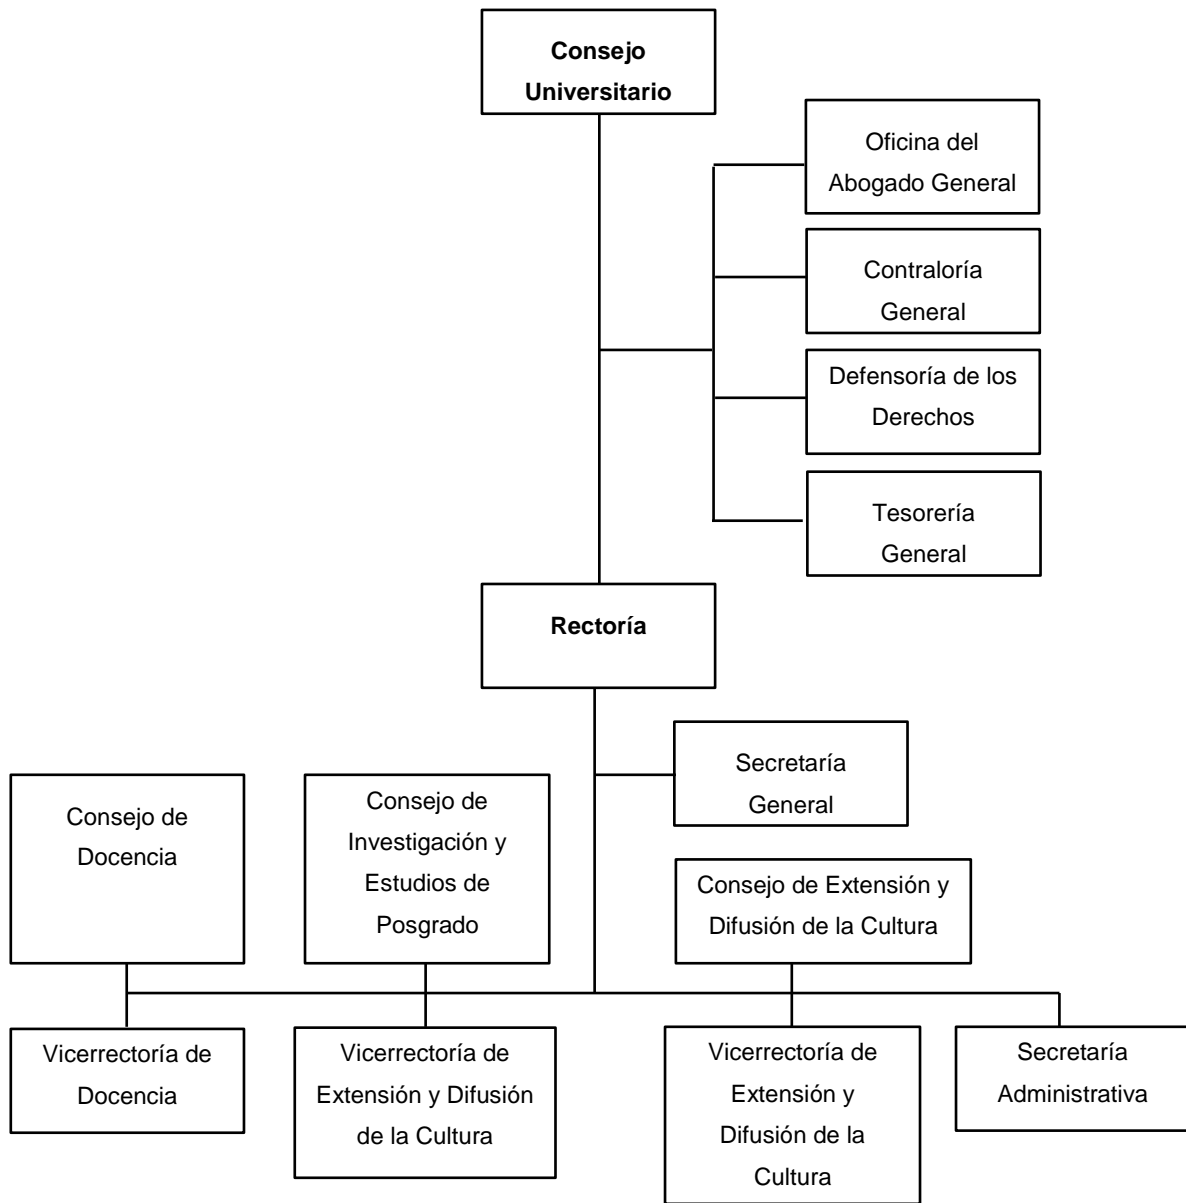 Consejo
Universitario
Oficina del
Abogado General
Contraloría
General
Defensoría de los
Derechos
Tesorería
General
Rectoría
Secretaría
General
Consejo de
Docencia
Consejo de
Investigación y
Estudios de
Posgrado
Consejo de Extensión y
Difusión de la Cultura
Vicerrectoría de
Docencia
Vicerrectoría de
Extensión y Difusión
de la Cultura
Vicerrectoría de
Extensión y
Difusión de la
Cultura
Secretaría
Administrativa